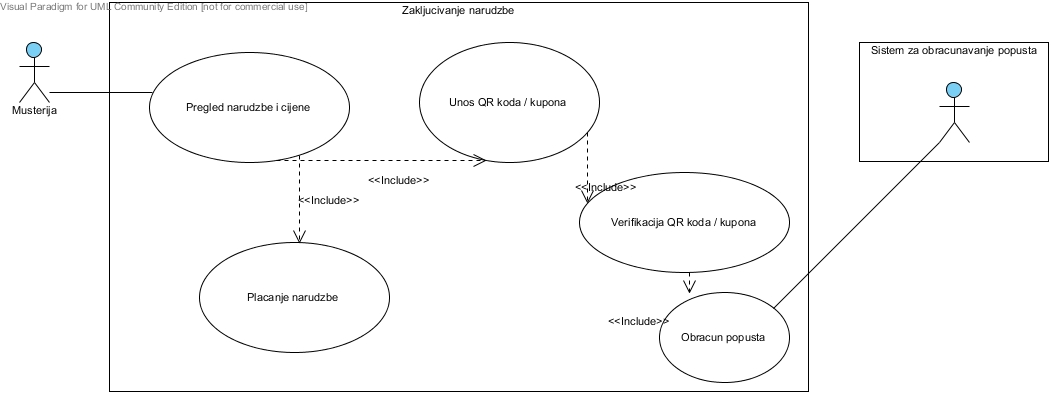 Visual Paradigm for UML Community Edition [not for commercial use]
Zakljucivanje narudzbe
Sistem za obracunavanje popusta
Musterija
Pregled narudzbe i cijene
Unos QR koda / kupona
<<Include>>
<<Include>>
<<Include>>
Verifikacija QR koda / kupona
Placanje narudzbe
<<Include>>
Obracun popusta